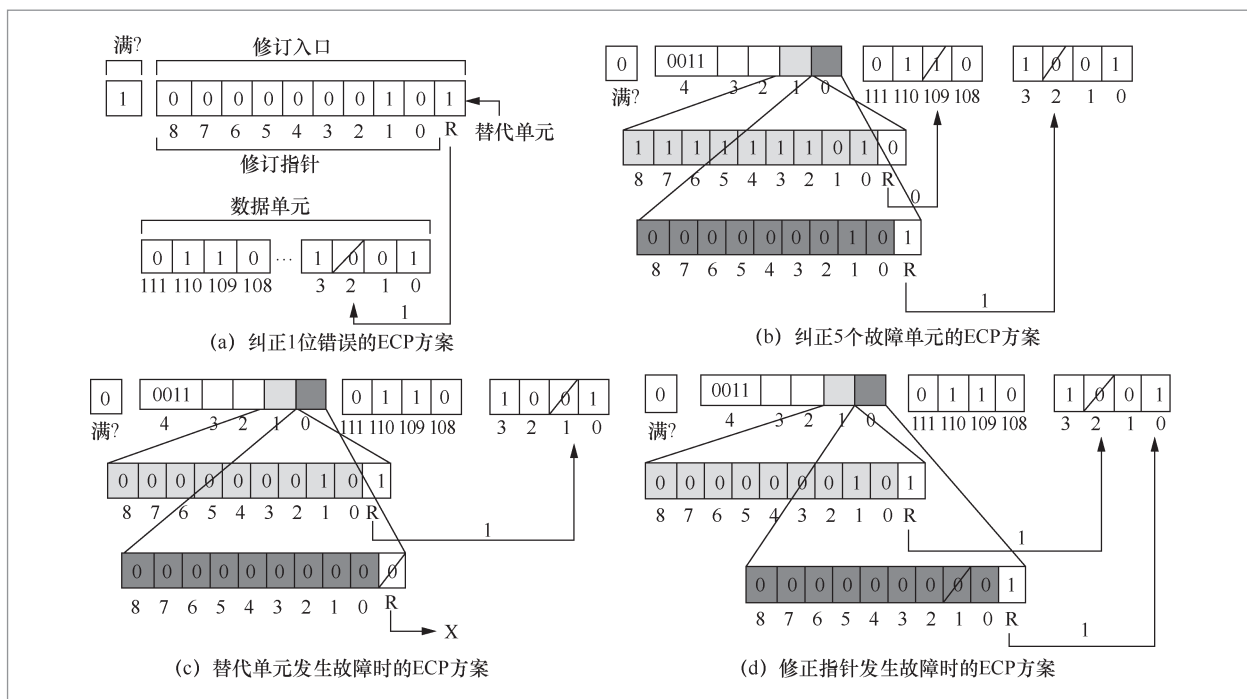 满?
修订入口
1
0 0 0 0 0 0 0 1 0 1
8 7 6 5 4 3 2 1 0 R
替代单元
修订指针
数据单元
0 1 1 0 … 1 0 0 1
111 110 109 108 3 2 1 0
1
(a) 纠正1位错误的ECP方案
0 0011 0 1 1 0 1 0 0 1
满? 4 3 2 1 0 111 110 109 108 3 2 1 0
1 1 1 1 1 1 1 0 1 0
8 7 6 5 4 3 2 1 0 R
0
0 0 0 0 0 0 0 1 0 1
8 7 6 5 4 3 2 1 0 R
1
(b) 纠正5个故障单元的ECP方案
0 0011 0 1 1 0 1 0 0 1
满? 4 3 2 1 0 111 110 109 108 3 2 1 0
0 0 0 0 0 0 0 1 0 1
8 7 6 5 4 3 2 1 0 R
1
0 0 0 0 0 0 0 0 0 0
8 7 6 5 4 3 2 1 0 R
X
(c) 替代单元发生故障时的ECP方案
0 0011 0 1 1 0 1 0 0 1
满? 4 3 2 1 0 111 110 109 108 3 2 1 0
0 0 0 0 0 0 0 1 0 1
8 7 6 5 4 3 2 1 0 R
1
0 0 0 0 0 0 0 0 0 1
8 7 6 5 4 3 2 1 0 R
1
(d) 修正指针发生故障时的ECP方案